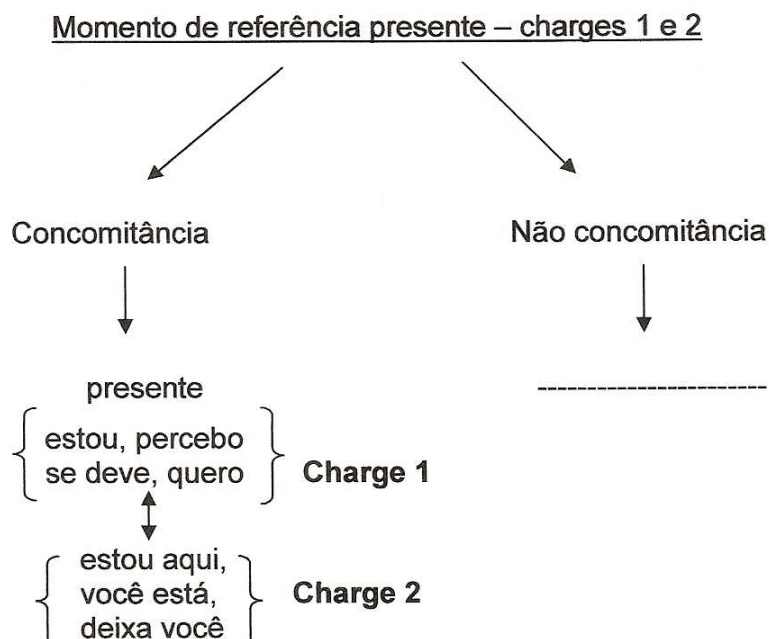 Momento de referência presente – charges 1 e 2
Concomitância
Não concomitância
presente
-----------------------
estou, percebo
se deve, quero
Charge 1
estou aqui,
você está,
deixa você
Charge 2